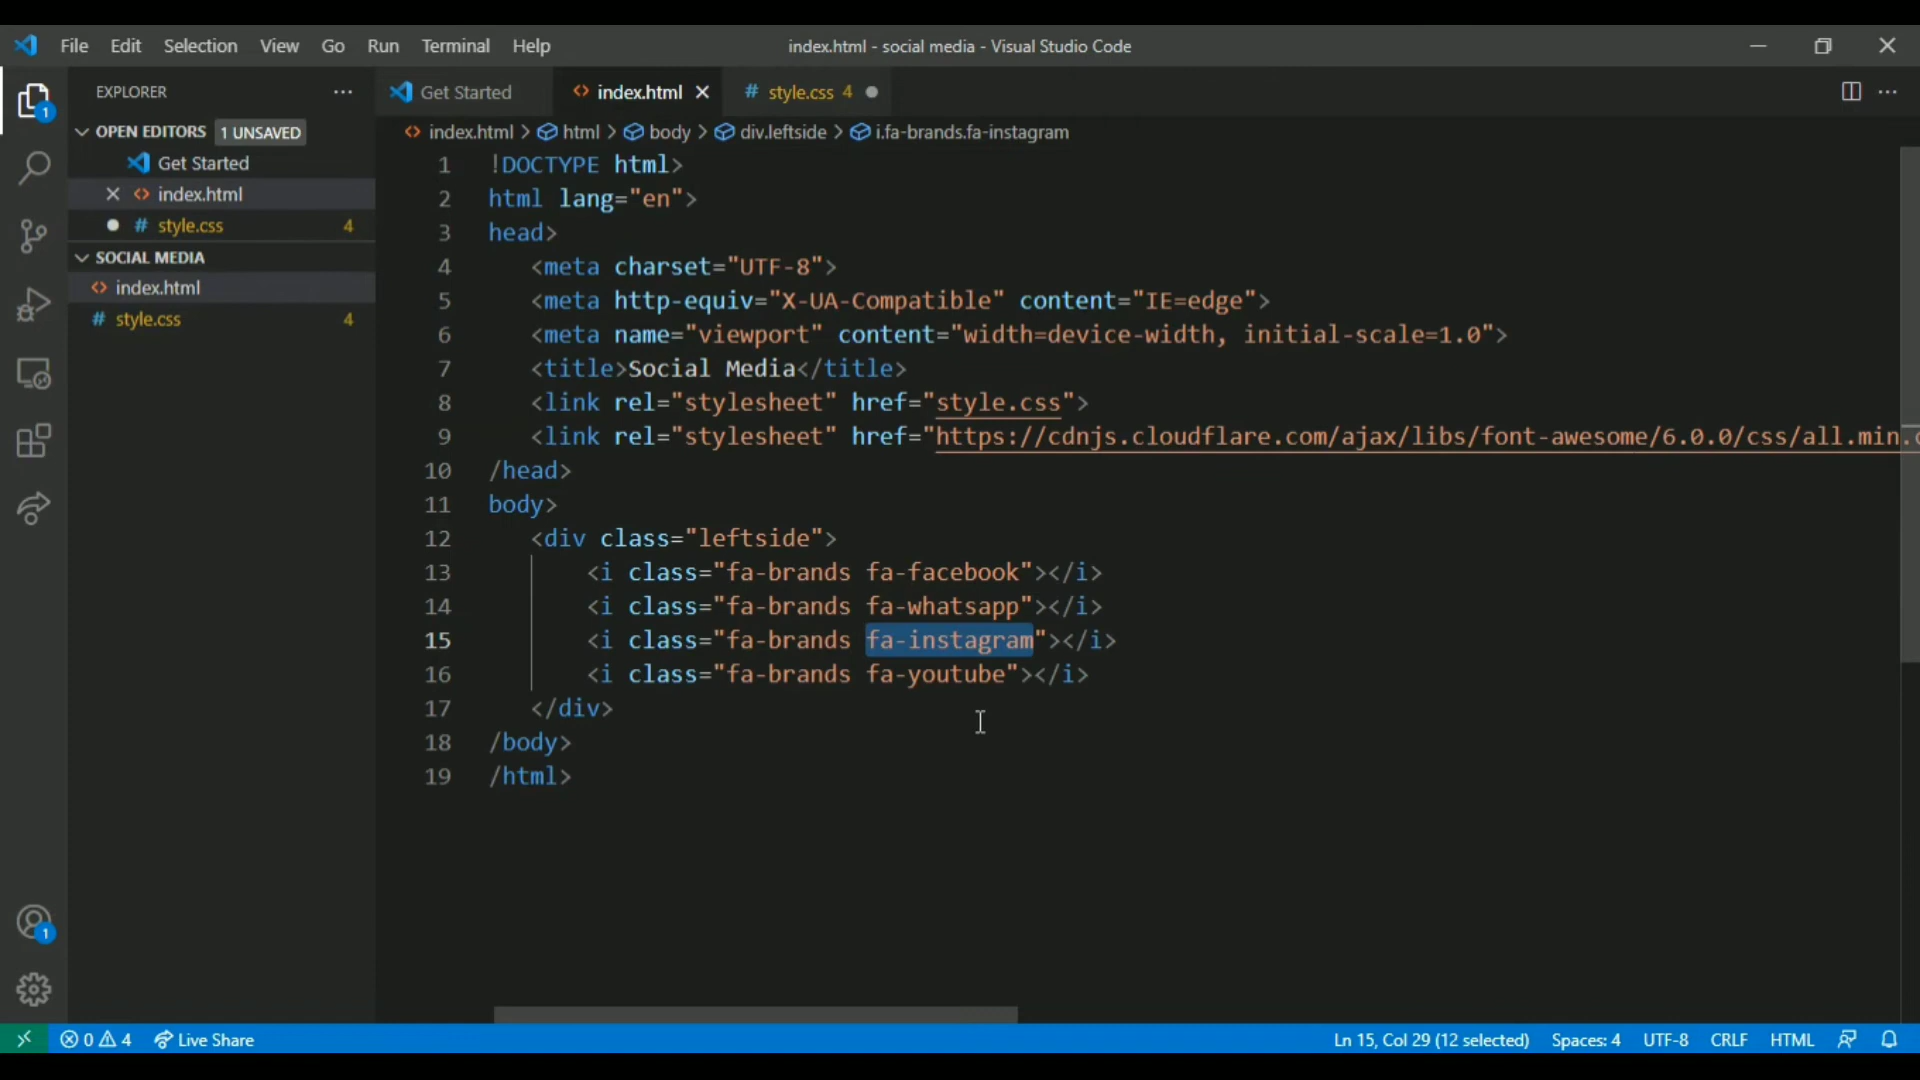 File Edit Selection View Go Run Terminal Help
index.html - social media - Visual Studio Code
EXPLORER
1
OPEN EDITORS 1 UNSAVED
Get Started
index.html
style.css 4
SOCIAL MEDIA
index.html
style.css 4
1
Get Started
index.html
style.css 4
index.html > html > body > div.leftside > i.fa-brands.fa-instagram
1 !DOCTYPE html>
2 html lang="en">
3 head>
4 <meta charset="UTF-8">
5 <meta http-equiv="X-UA-Compatible" content="IE=edge">
6 <meta name="viewport" content="width=device-width, initial-scale=1.0">
7 <title>Social Media</title>
8 <link rel="stylesheet" href="style.css">
9 <link rel="stylesheet" href="https://cdnjs.cloudflare.com/ajax/libs/font-awesome/6.0.0/css/all.min.c
10 /head>
11 body>
12 <div class="leftside">
13 <i class="fa-brands fa-facebook"></i>
14 <i class="fa-brands fa-whatsapp"></i>
15 <i class="fa-brands fa-instagram"></i>
16 <i class="fa-brands fa-youtube"></i>
17 </div>
18 /body>
19 /html>
0 4 Live Share
Ln 15, Col 29 (12 selected) Spaces: 4 UTF-8 CRLF HTML